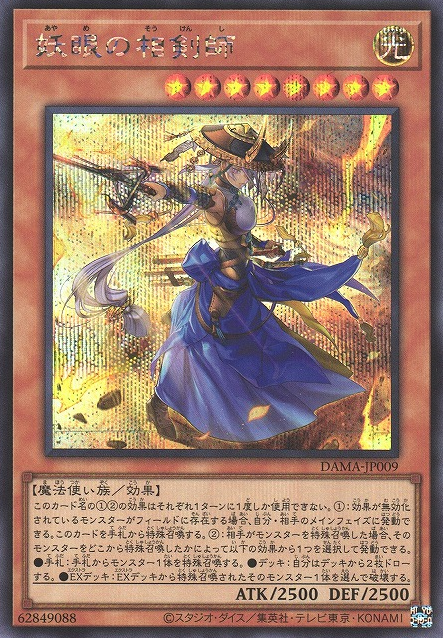 妖眼の相剣師
光
DAMA-JP009
【魔法使い族／効果】
このカード名の①②の効果はそれぞれ1ターンに1度しか使用できない。①：効果が無効化
されているモンスターがフィールドに存在する場合、自分・相手のメインフェイズに発動で
きる。このカードを手札から特殊召喚する。②：相手がモンスターを特殊召喚した場合、その
モンスターをどこから特殊召喚したかによって以下の効果から1つを選択して発動できる。
●手札：手札からモンスター1体を特殊召喚する。●デッキ：自分はデッキから2枚ドロー
する。●EXデッキ：EXデッキから特殊召喚されたそのモンスター1体を選んで破壊する。
ATK/2500 DEF/2500
62849088
©スタジオ・ダイス／集英社・テレビ東京・KONAMI